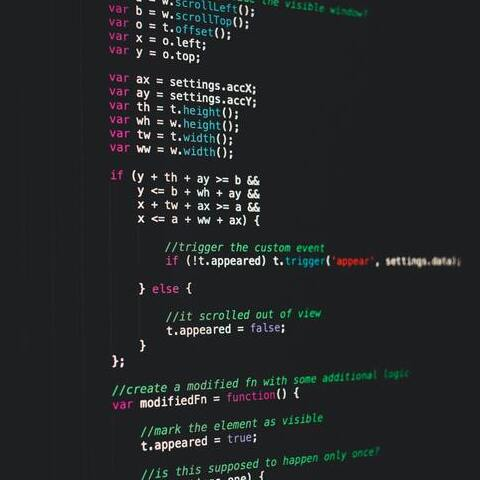 the visible window?
= w.scrollLeft();
var b = w.scrollTop();
var o = t.offset();
var x = o.left;
var y = o.top;
var ax = settings.accX;
var ay = settings.accY;
var th = t.height();
var wh = w.height();
var tw = t.width();
var ww = w.width();
if (y + th + ay >= b &&
y <= b + wh + ay &&
x + tw + ax >= a &&
x <= a + ww + ax) {
//trigger the custom event
if (!t.appeared) t.trigger('appear', settings.data);
} else {
//it scrolled out of view
t.appeared = false;
}
};
//create a modified fn with some additional logic
var modifiedFn = function() {
//mark the element as visible
t.appeared = true;
//is this supposed to happen only once?